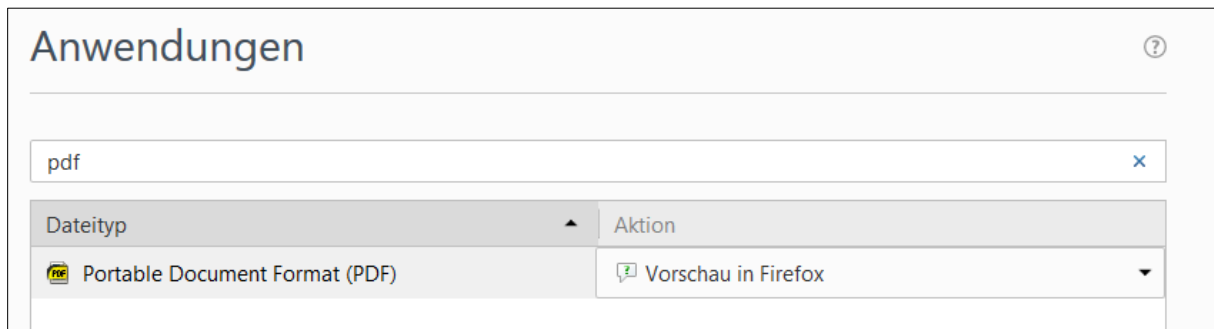 Anwendungen
pdf
Dateityp Aktion
Portable Document Format (PDF) Vorschau in Firefox